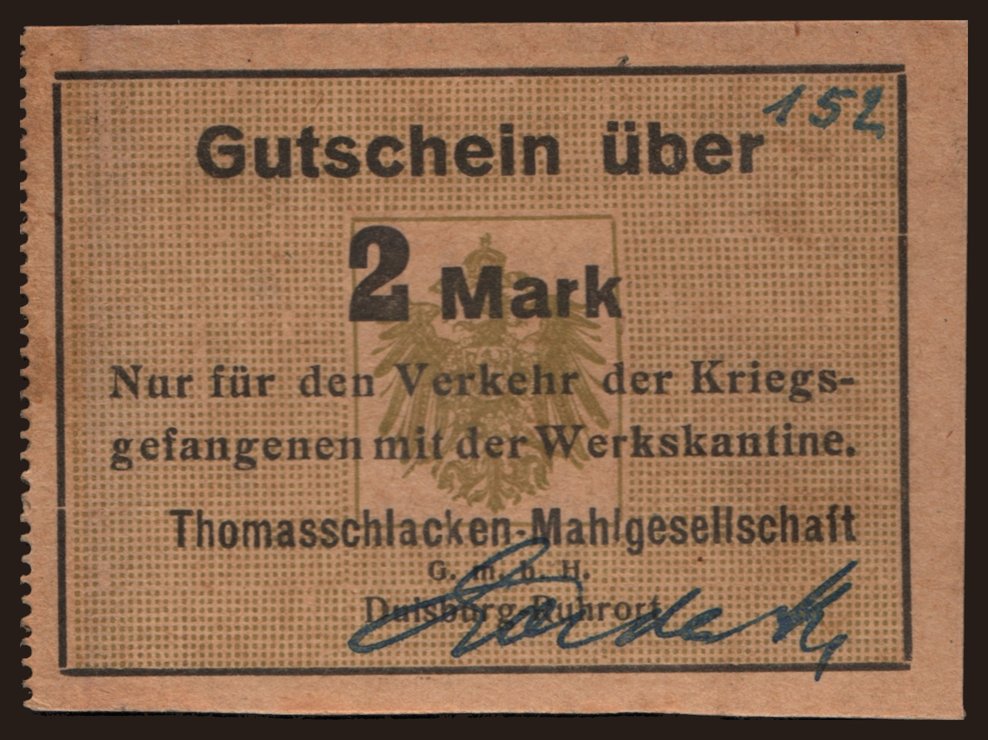 152
Gutschein über
2 Mark
Nur für den Verkehr der Kriegs-
gefangenen mit der Werkskantine.
Thomasschlacken-Mahlgesellschaft
G. m. b. H.
Duisburg-Ruhrort